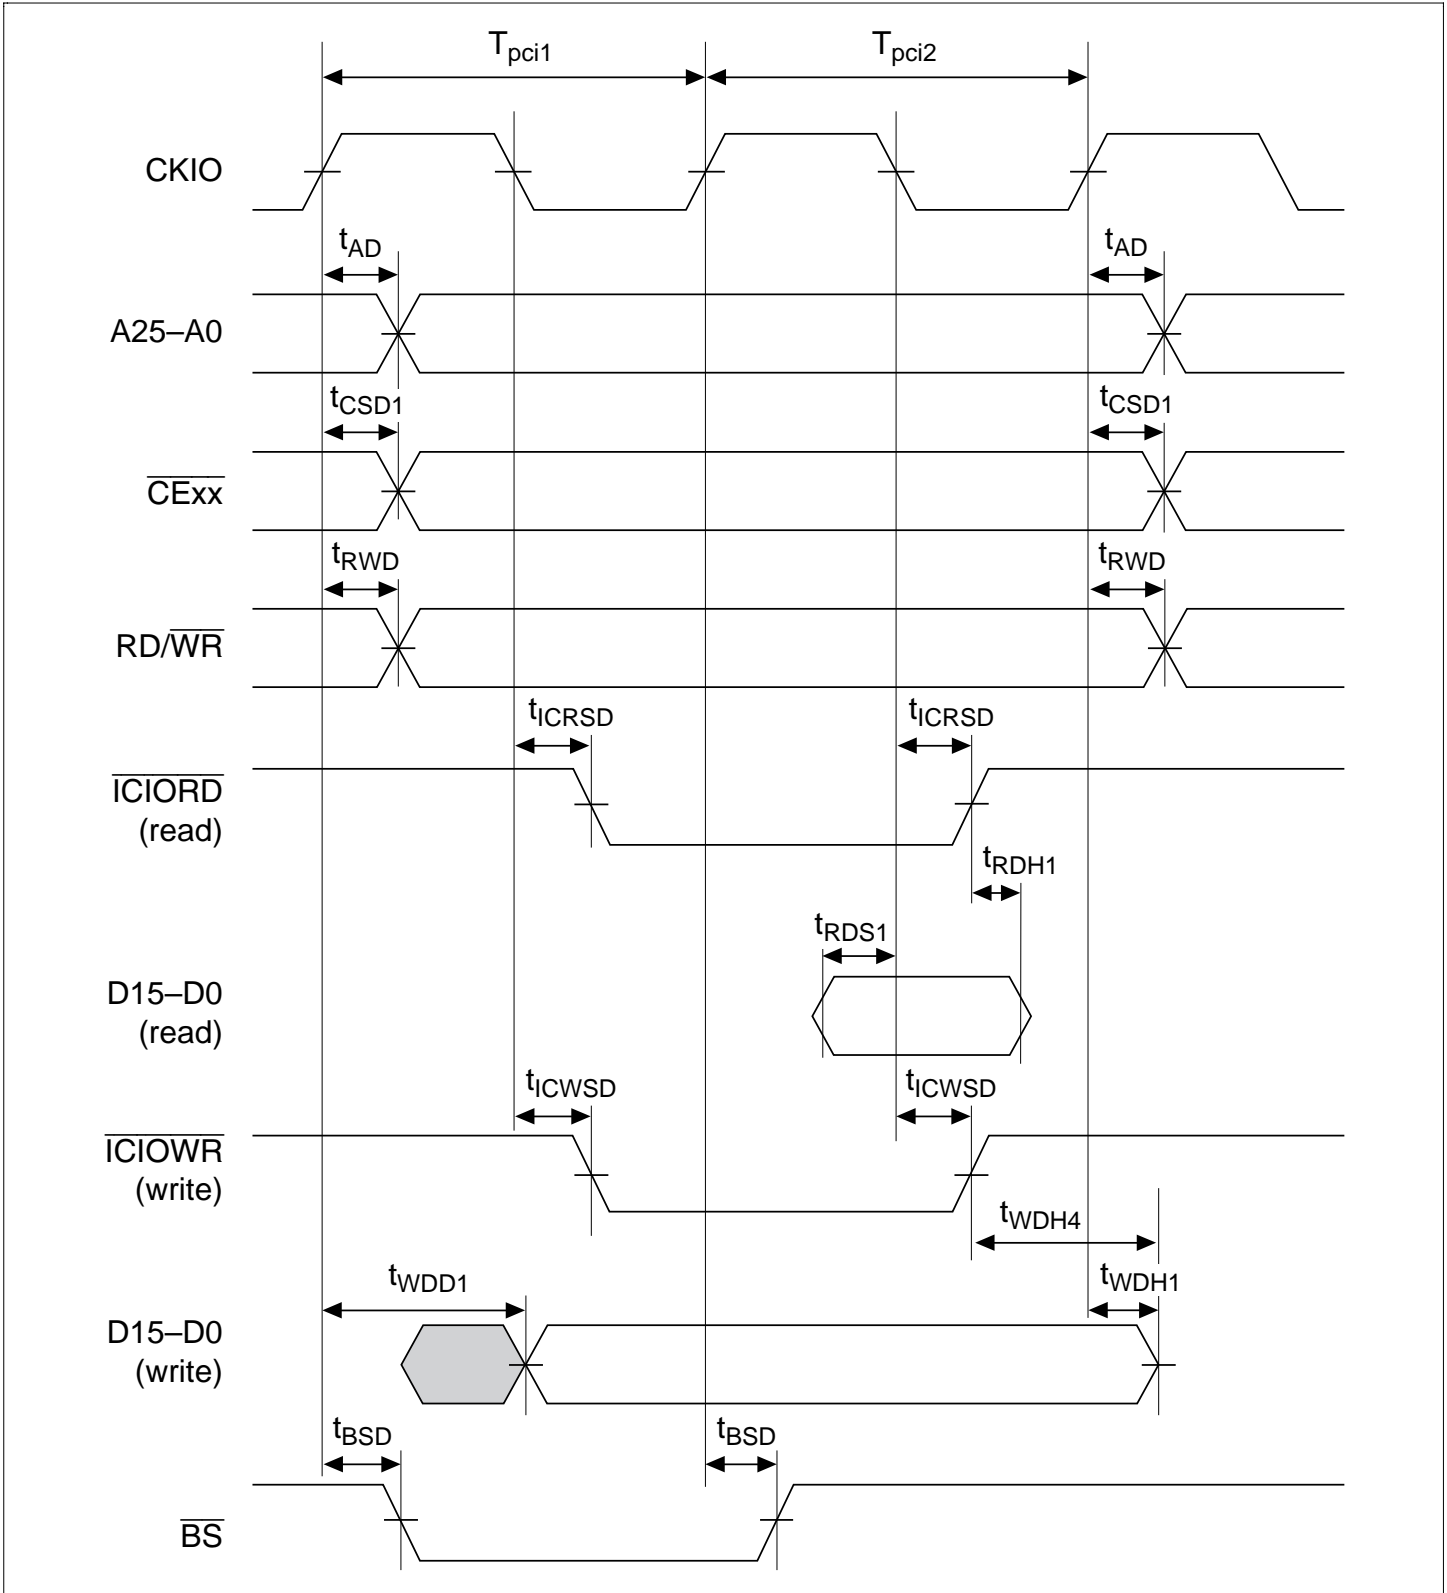 Tpci1 Tpci2
CKIO
tAD tAD
A25–A0
tCSD1 tCSD1
CExx
tRWD tRWD
RD/WR
tICRSD tICRSD
ICIORD
(read)
tRDH1
tRDS1
D15–D0
(read)
tICWSD tICWSD
ICIOWR
(write)
tWDH4
tWDD1 tWDH1
D15–D0
(write)
tBSD tBSD
BS